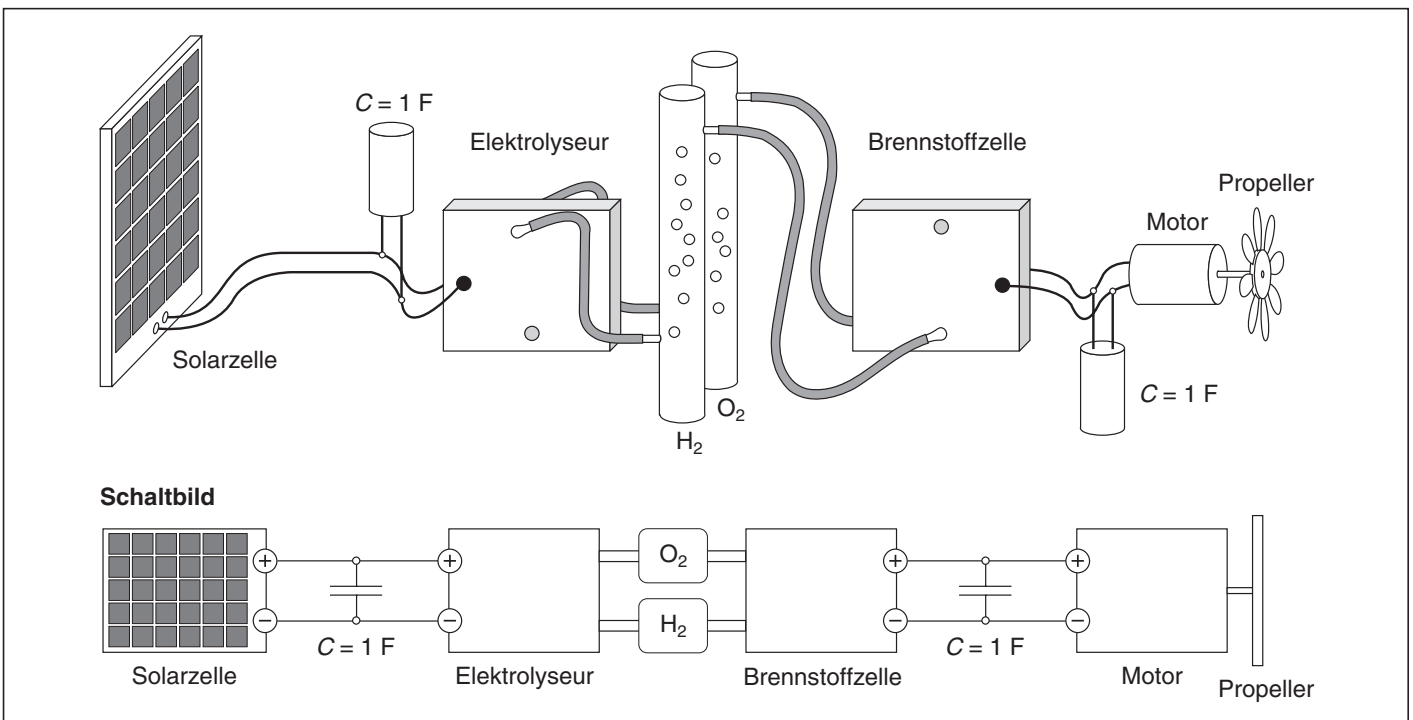 C = 1 F
Elektrolyseur
Brennstoffzelle
Propeller
Motor
Solarzelle
C = 1 F
O₂
H₂
Schaltbild
+ + O₂ + +
− − H₂ − −
C = 1 F C = 1 F
Solarzelle Elektrolyseur Brennstoffzelle Motor Propeller